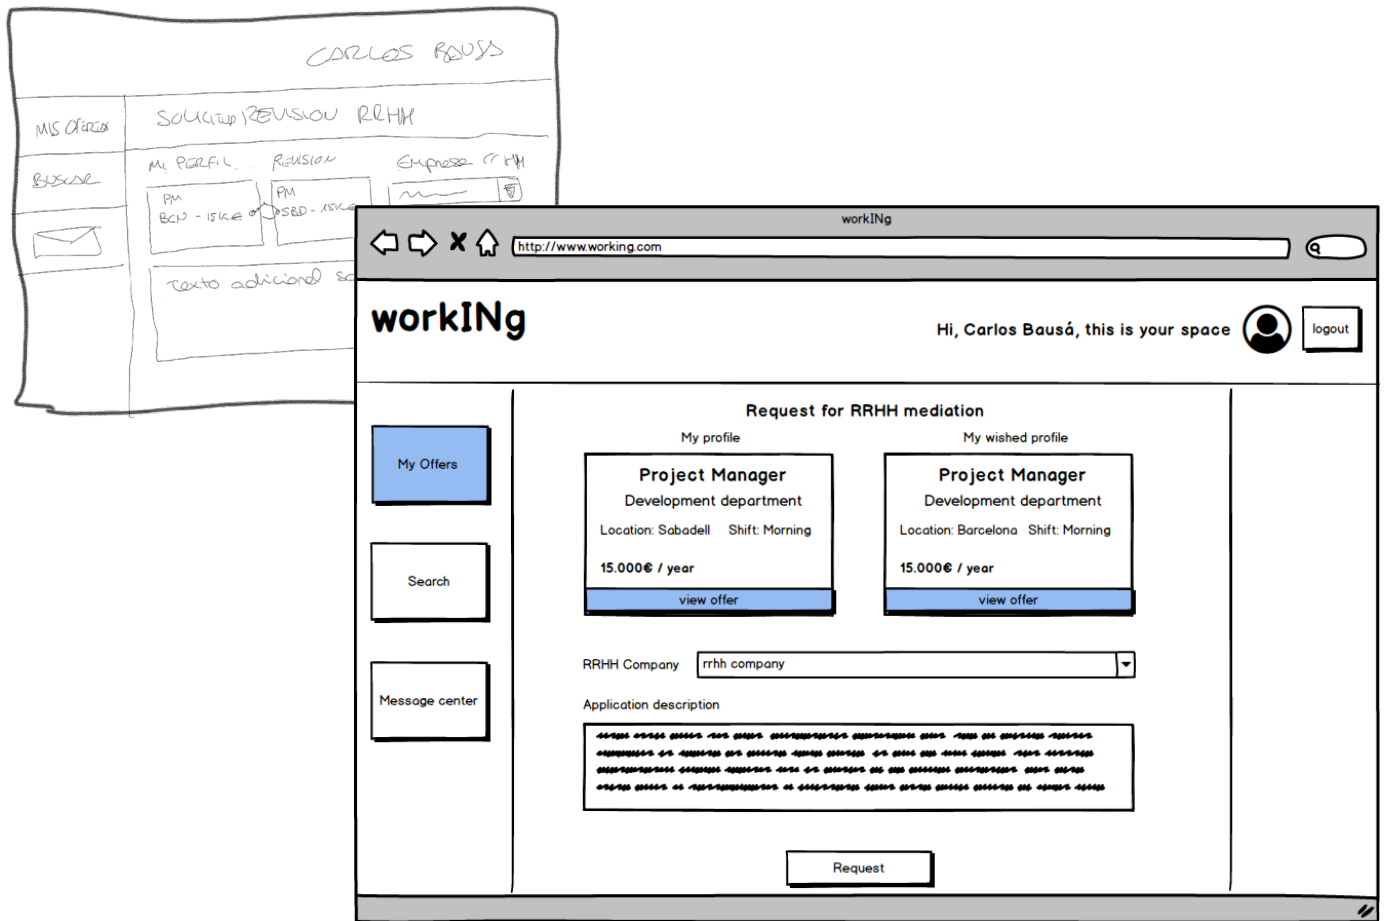 CARLOS BAUSÁ
MIS OFERTAS
SOLICITUD REVISION RRHH
BUSCAR
MI PERFIL
REVISION
Empresa RRHH
PM
BCN - 15K€
PM
SBD - 15K€
Texto adicional
workINg
http://www.working.com
workINg
Hi, Carlos Bausá, this is your space
logout
Request for RRHH mediation
My profile
My wished profile
My Offers
Project Manager
Development department
Location: Sabadell Shift: Morning
15.000€ / year
view offer
Project Manager
Development department
Location: Barcelona Shift: Morning
15.000€ / year
view offer
Search
RRHH Company
rrhh company
Message center
Application description
Request